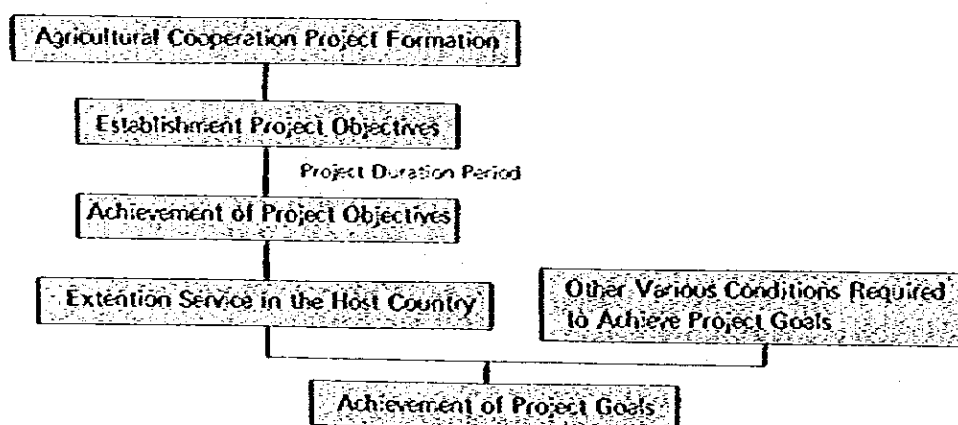 Agricultural Cooperation Project Formation
Establishment Project Objectives
Project Duration Period
Achievement of Project Objectives
Extention Service in the Host Country
Other Various Conditions Required
to Achieve Project Goals
Achievement of Project Goals